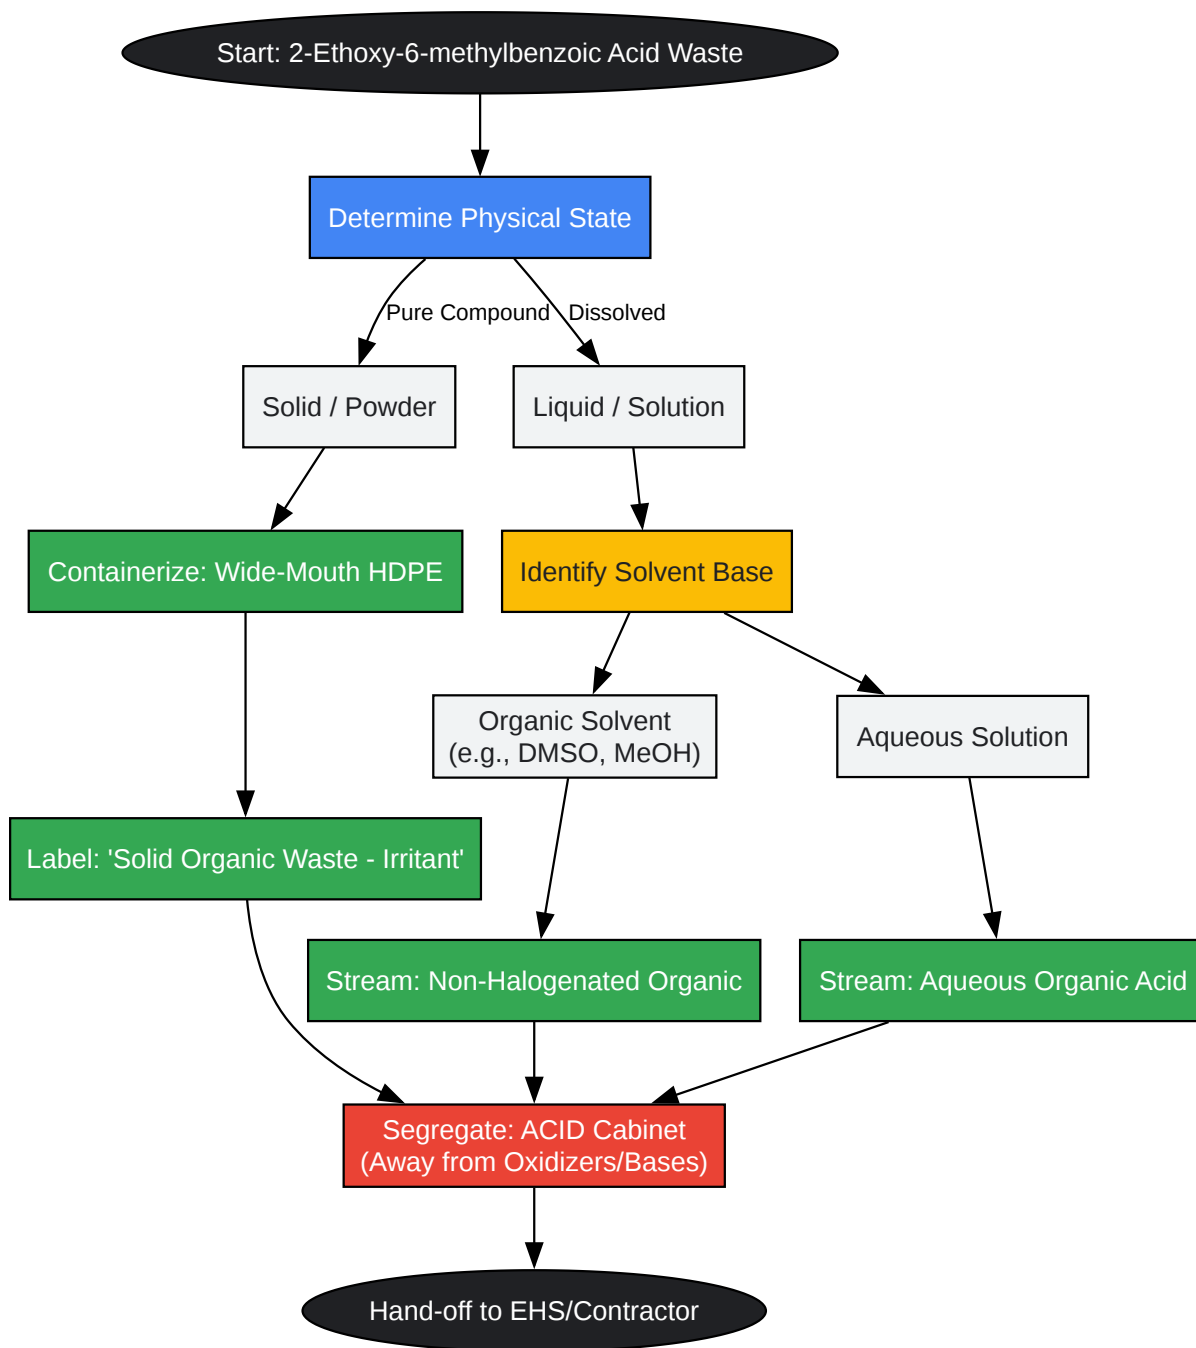 Start: 2-Ethoxy-6-methylbenzoic Acid Waste
Determine Physical State
Pure Compound
Dissolved
Solid / Powder
Liquid / Solution
Containerize: Wide-Mouth HDPE
Identify Solvent Base
Organic Solvent
(e.g., DMSO, MeOH)
Aqueous Solution
Label: 'Solid Organic Waste - Irritant'
Stream: Non-Halogenated Organic
Stream: Aqueous Organic Acid
Segregate: ACID Cabinet
(Away from Oxidizers/Bases)
Hand-off to EHS/Contractor